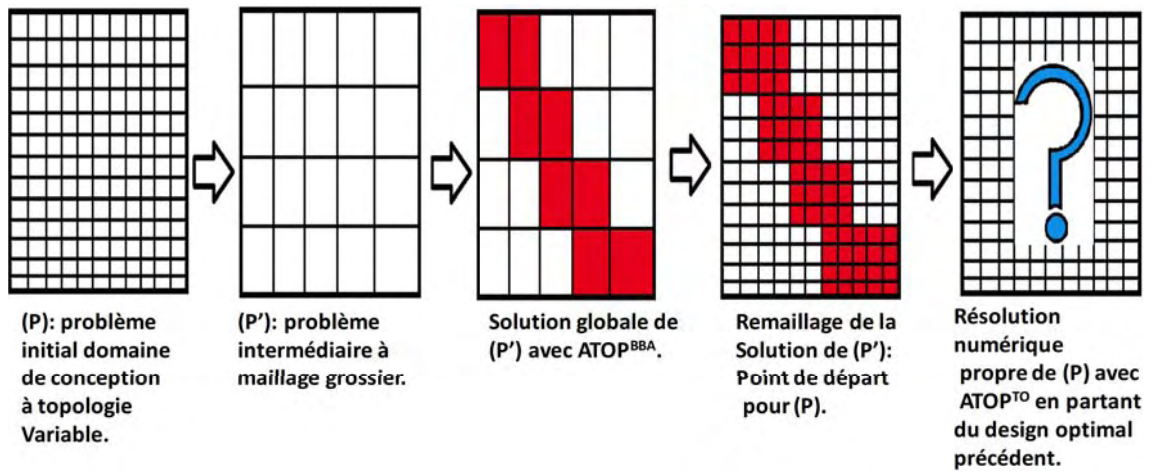 (P): problème
initial domaine
de conception
à topologie
Variable.
(P’): problème
intermédiaire à
maillage grossier.
Solution globale de
(P’) avec ATOPᴮᴮᴬ.
Remaillage de la
Solution de (P’):
Point de départ
pour (P).
Résolution
numérique
propre de (P) avec
ATOPᵀᴼ en partant
du design optimal
précédent.
?